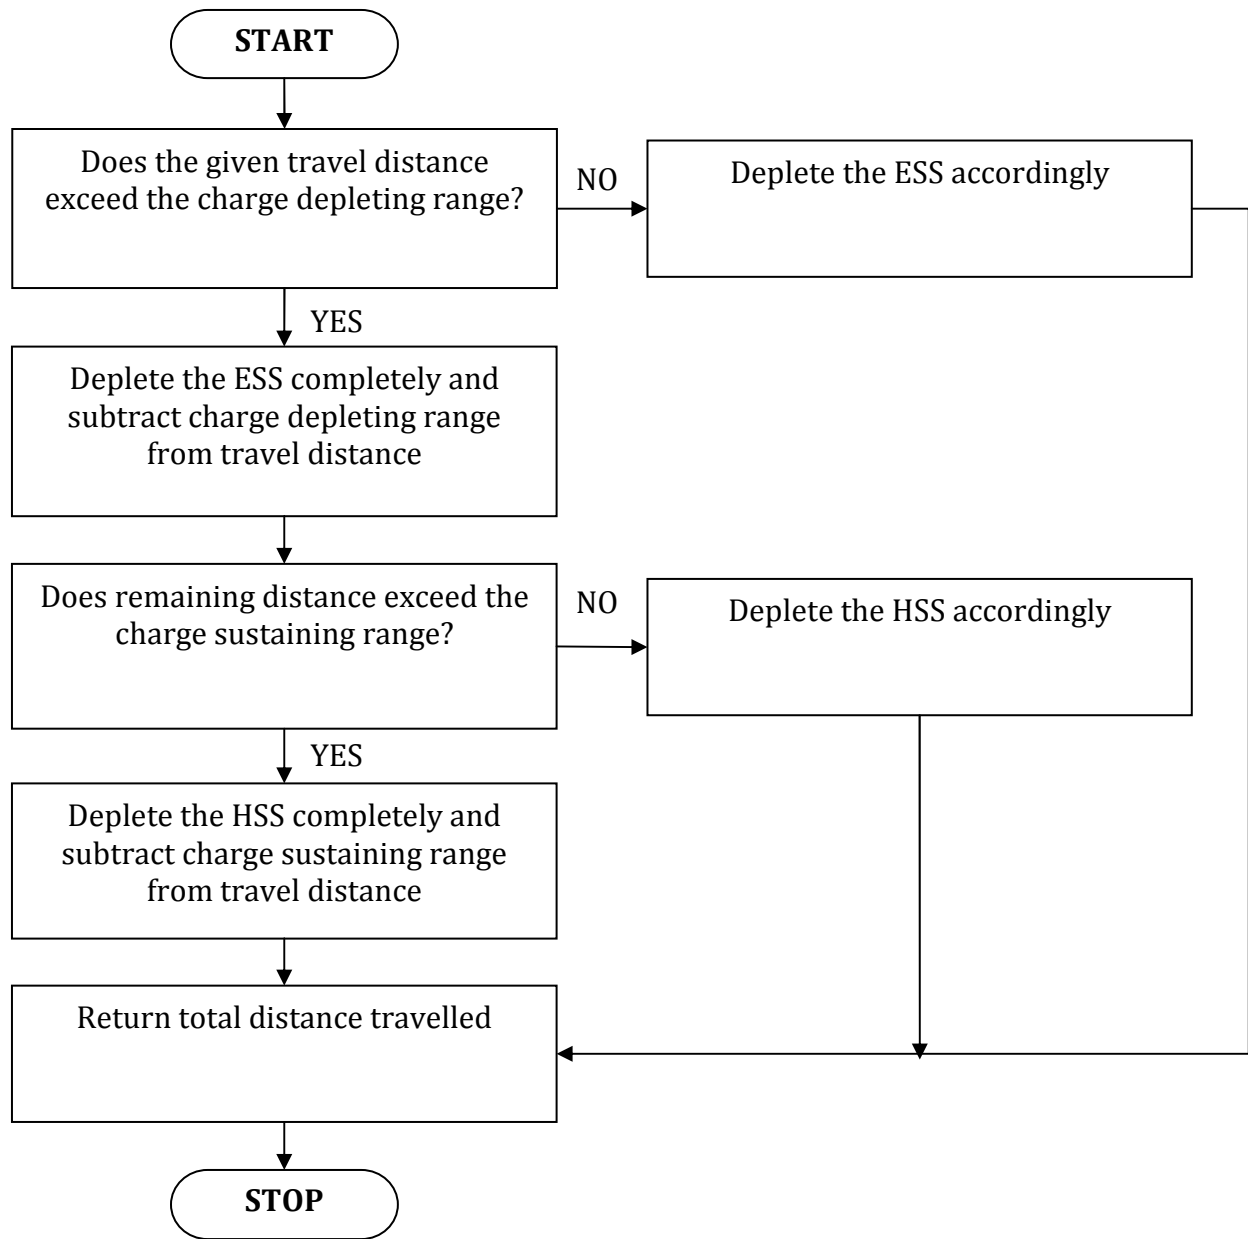 START
Does the given travel distance
exceed the charge depleting range?
NO
Deplete the ESS accordingly
YES
Deplete the ESS completely and
subtract charge depleting range
from travel distance
Does remaining distance exceed the
charge sustaining range?
NO
Deplete the HSS accordingly
YES
Deplete the HSS completely and
subtract charge sustaining range
from travel distance
Return total distance travelled
STOP